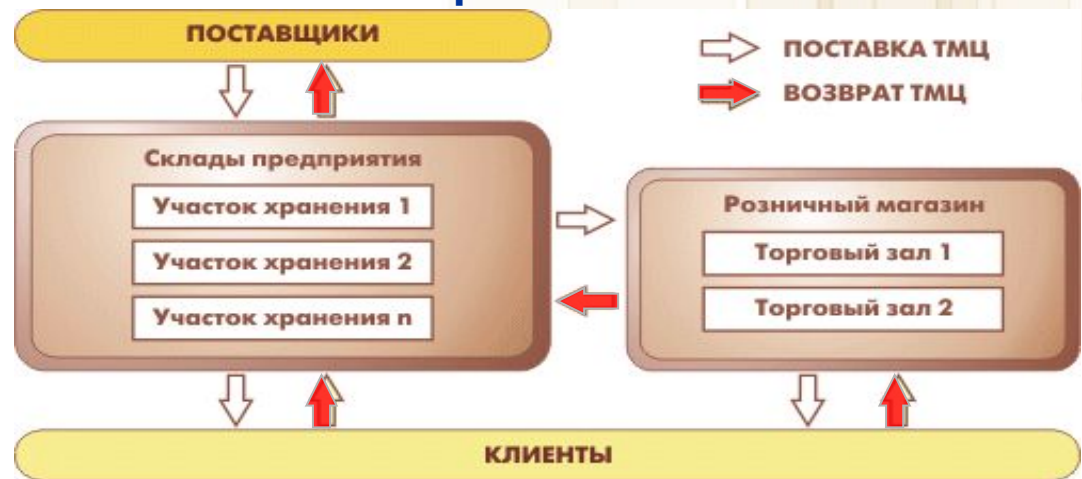 ПОСТАВЩИКИ
ПОСТАВКА ТМЦ
ВОЗВРАТ ТМЦ
Склады предприятия
Участок хранения 1
Участок хранения 2
Участок хранения n
Розничный магазин
Торговый зал 1
Торговый зал 2
КЛИЕНТЫ